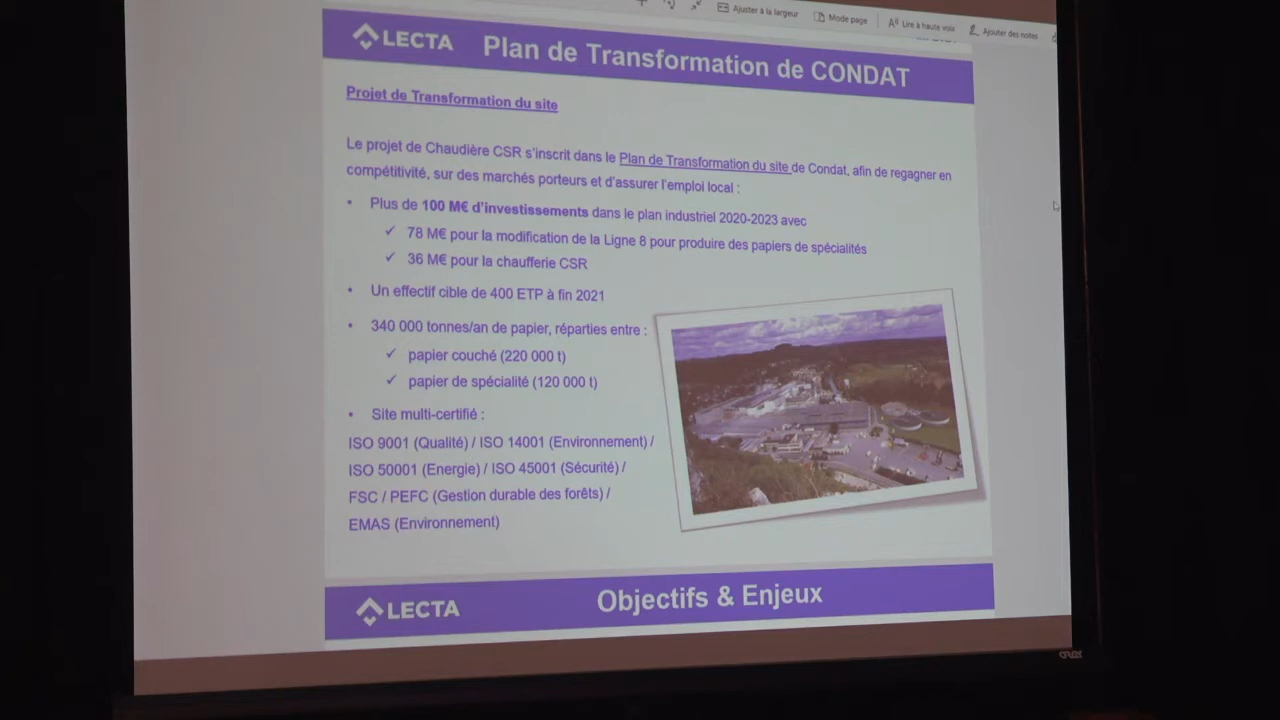 Ajuster à la largeur
Mode page
Lire à haute voix
Ajouter des notes
LECTA
Plan de Transformation de CONDAT
Projet de Transformation du site
Le projet de Chaudière CSR s'inscrit dans le Plan de Transformation du site de Condat, afin de regagner en
compétitivité, sur des marchés porteurs et d'assurer l'emploi local :
• Plus de 100 M€ d'investissements dans le plan industriel 2020-2023 avec
✓ 78 M€ pour la modification de la Ligne 8 pour produire des papiers de spécialités
✓ 36 M€ pour la chaufferie CSR
• Un effectif cible de 400 ETP à fin 2021
• 340 000 tonnes/an de papier, réparties entre :
✓ papier couché (220 000 t)
✓ papier de spécialité (120 000 t)
• Site multi-certifié :
ISO 9001 (Qualité) / ISO 14001 (Environnement) /
ISO 50001 (Energie) / ISO 45001 (Sécurité) /
FSC / PEFC (Gestion durable des forêts) /
EMAS (Environnement)
LECTA
Objectifs & Enjeux